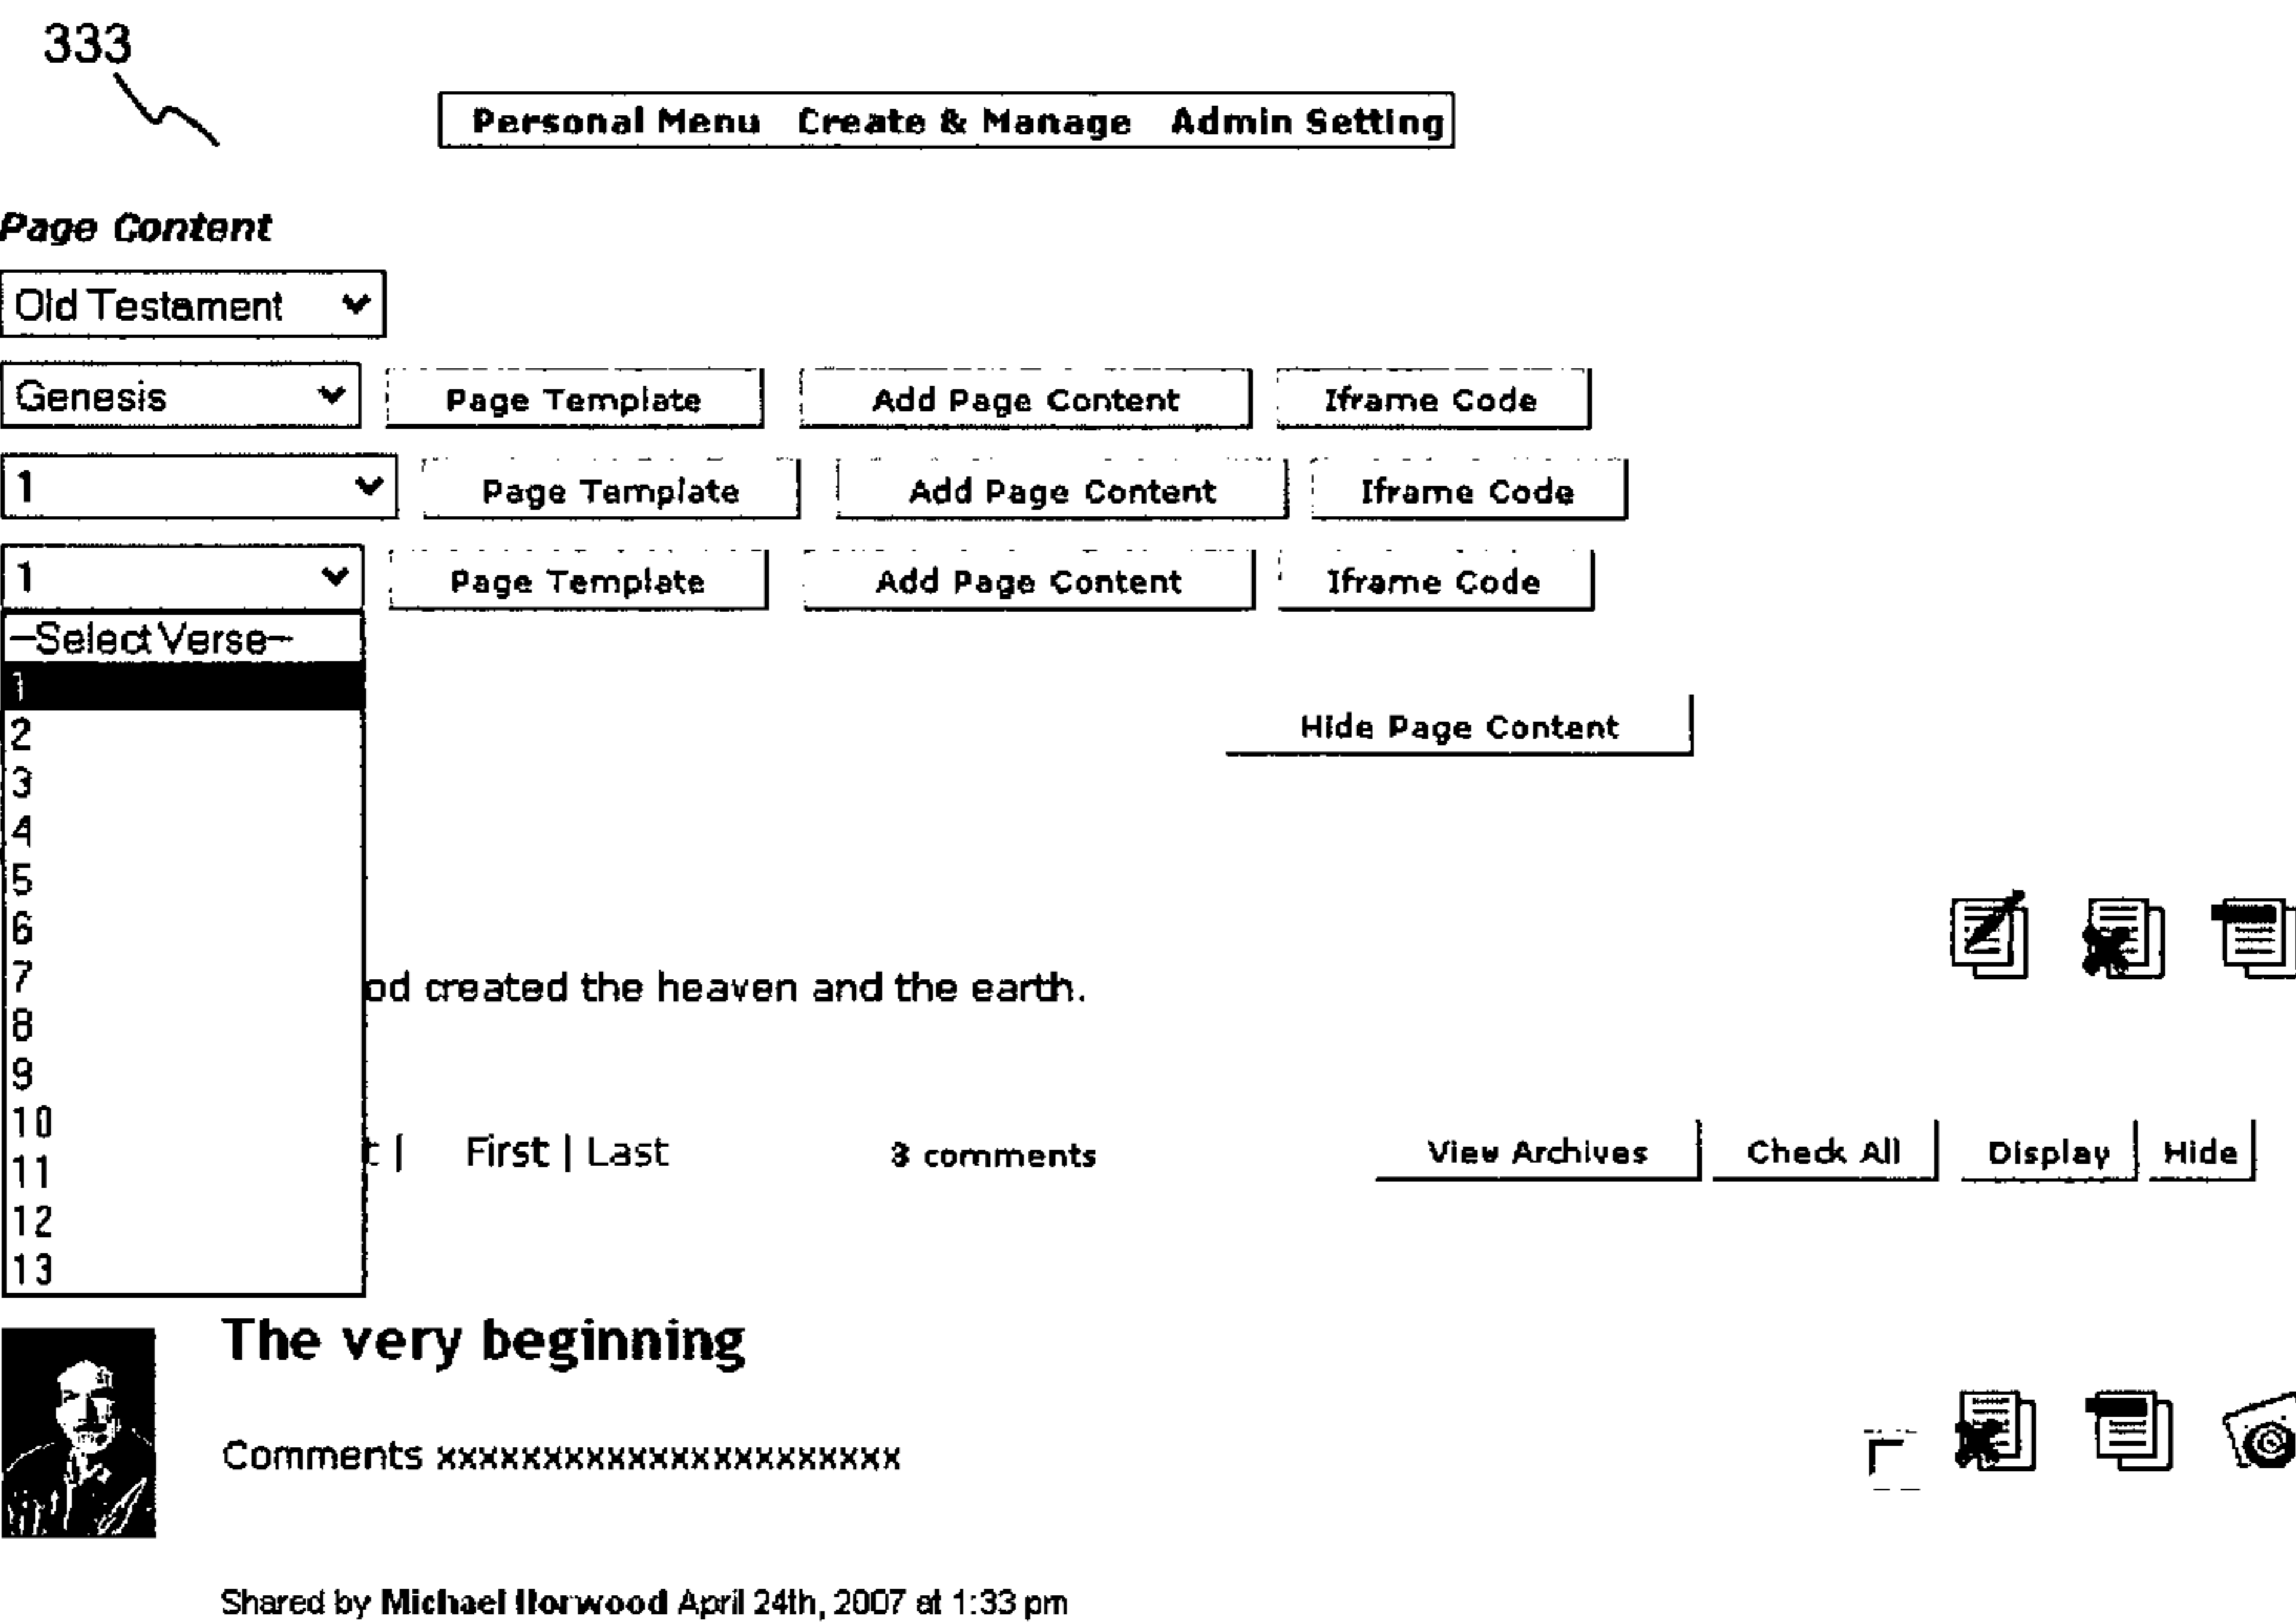 333
Personal Menu Create & Manage Admin Setting
Page Content
Old Testament
Genesis Page Template Add Page Content Iframe Code
1 Page Template Add Page Content Iframe Code
1 Page Template Add Page Content Iframe Code
--Select Verse--
1
Hide Page Content
2
3
4
5
6
7
od created the heaven and the earth.
8
9
10
t | First | Last 3 comments View Archives Check All Display Hide
11
12
13
The very beginning
Comments xxxxxxxxxxxxxxxxxxxxxx
Shared by Michael Horwood April 24th, 2007 at 1:33 pm